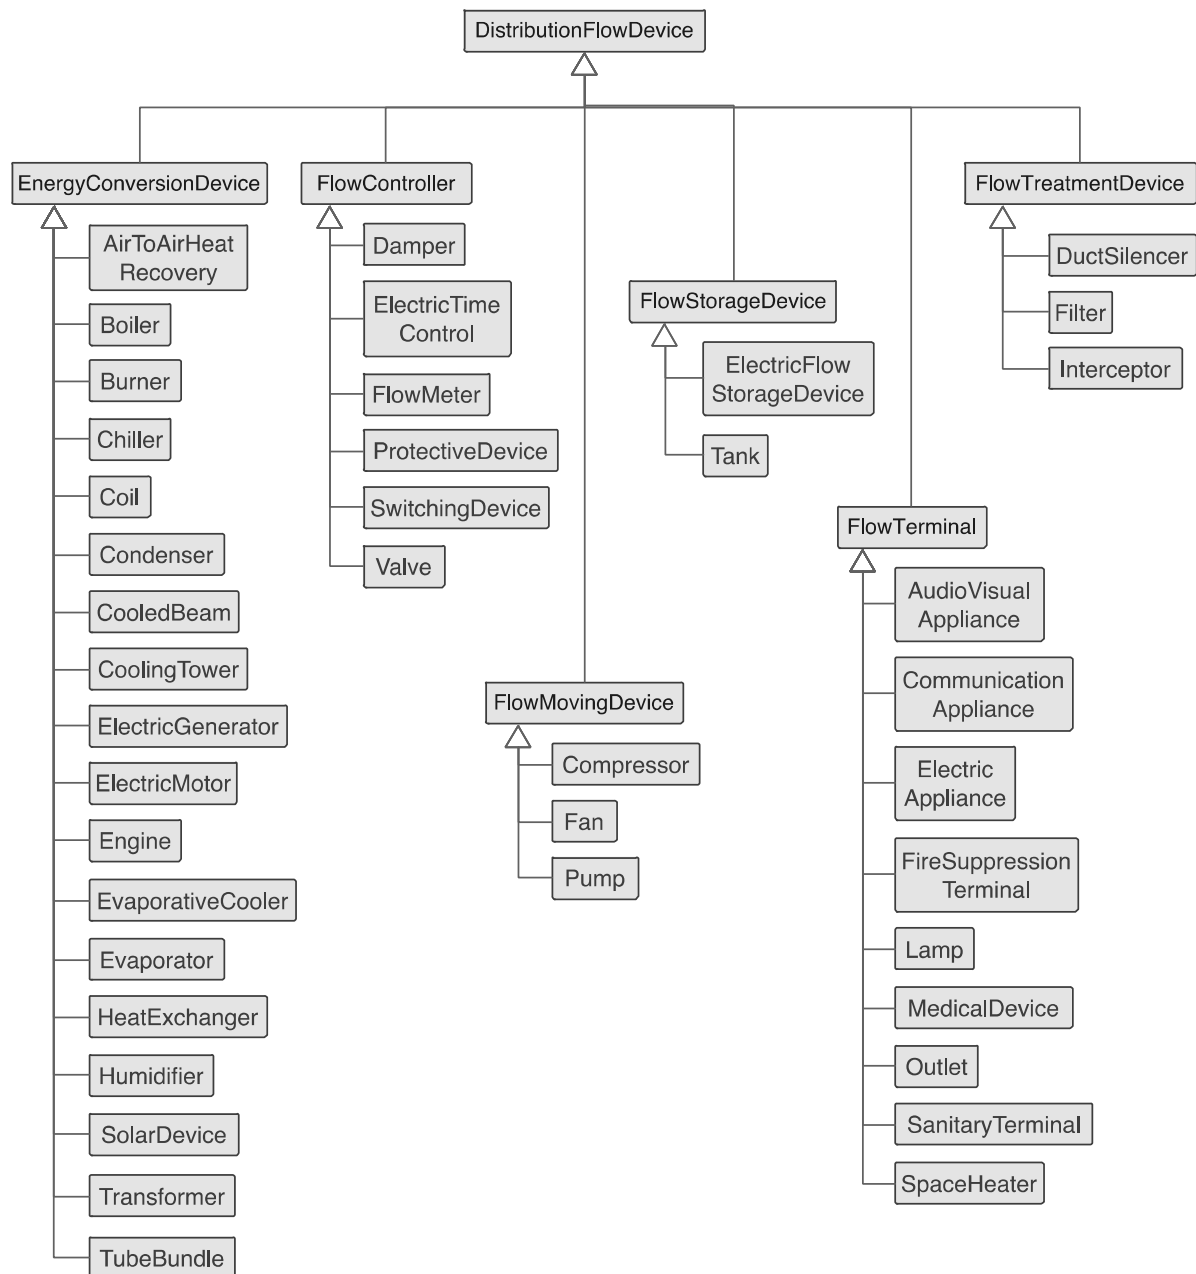 DistributionFlowDevice
EnergyConversionDevice
AirToAirHeat
Recovery
Boiler
Burner
Chiller
Coil
Condenser
CooledBeam
CoolingTower
ElectricGenerator
ElectricMotor
Engine
EvaporativeCooler
Evaporator
HeatExchanger
Humidifier
SolarDevice
Transformer
TubeBundle
FlowController
Damper
ElectricTime
Control
FlowMeter
ProtectiveDevice
SwitchingDevice
Valve
FlowMovingDevice
Compressor
Fan
Pump
FlowStorageDevice
ElectricFlow
StorageDevice
Tank
FlowTerminal
AudioVisual
Appliance
Communication
Appliance
Electric
Appliance
FireSuppression
Terminal
Lamp
MedicalDevice
Outlet
SanitaryTerminal
SpaceHeater
FlowTreatmentDevice
DuctSilencer
Filter
Interceptor